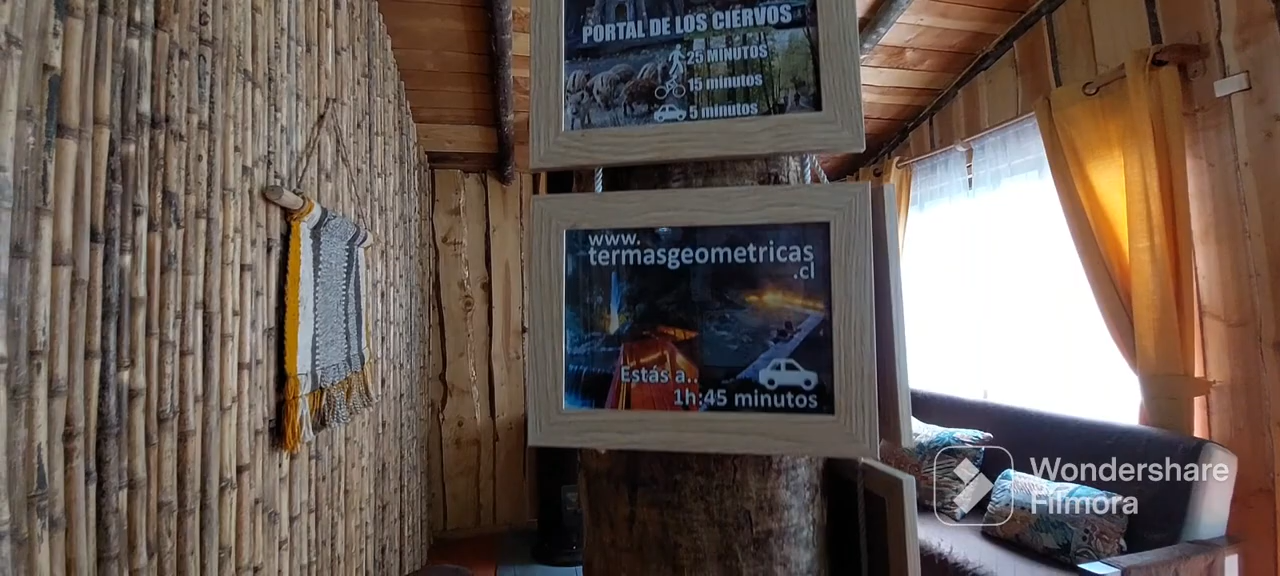 PORTAL DE LOS CIERVOS
25 MINUTOS
15 minutos
5 minutos
www.
termasgeometricas
.cl
Estás a..
1h:45 minutos
Wondershare
Filmora